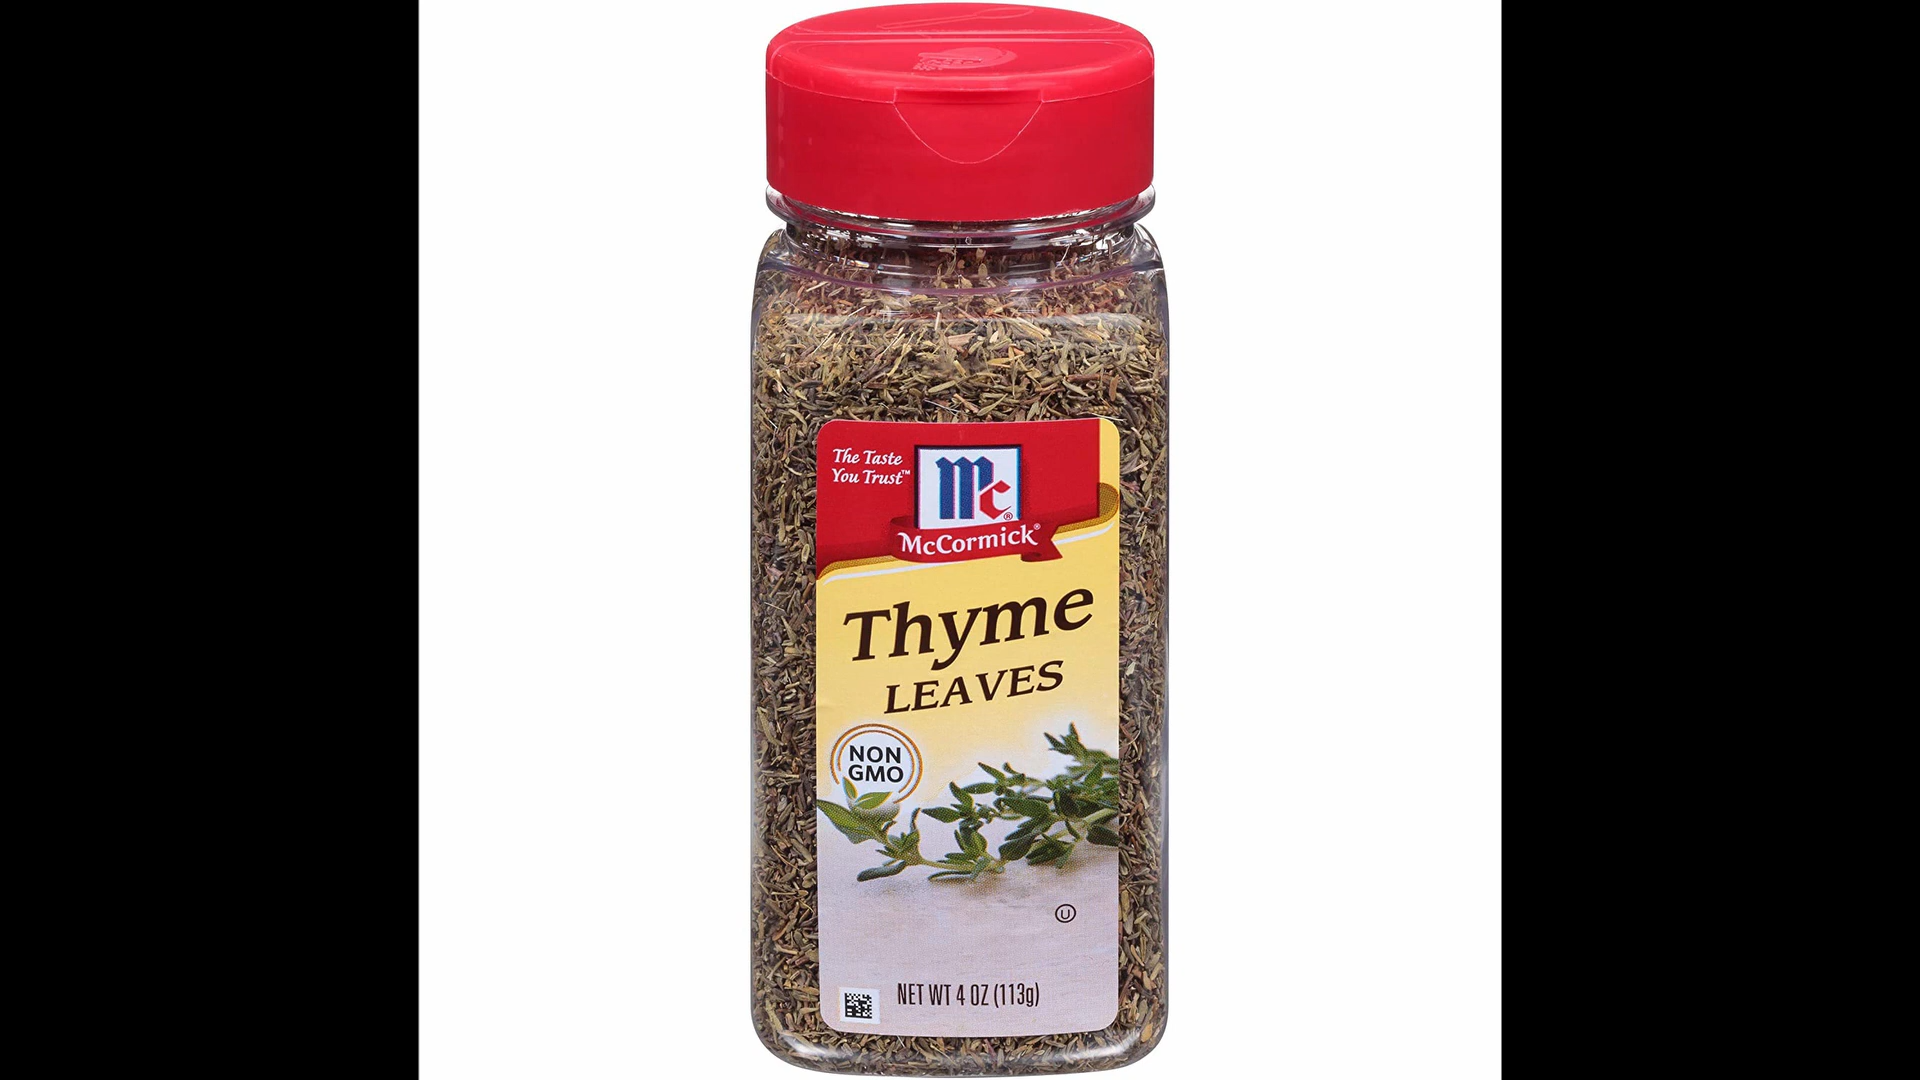 The Taste
You Trust™
Mc®
McCormick®
Thyme
LEAVES
NON
GMO
U
NET WT 4 OZ (113g)